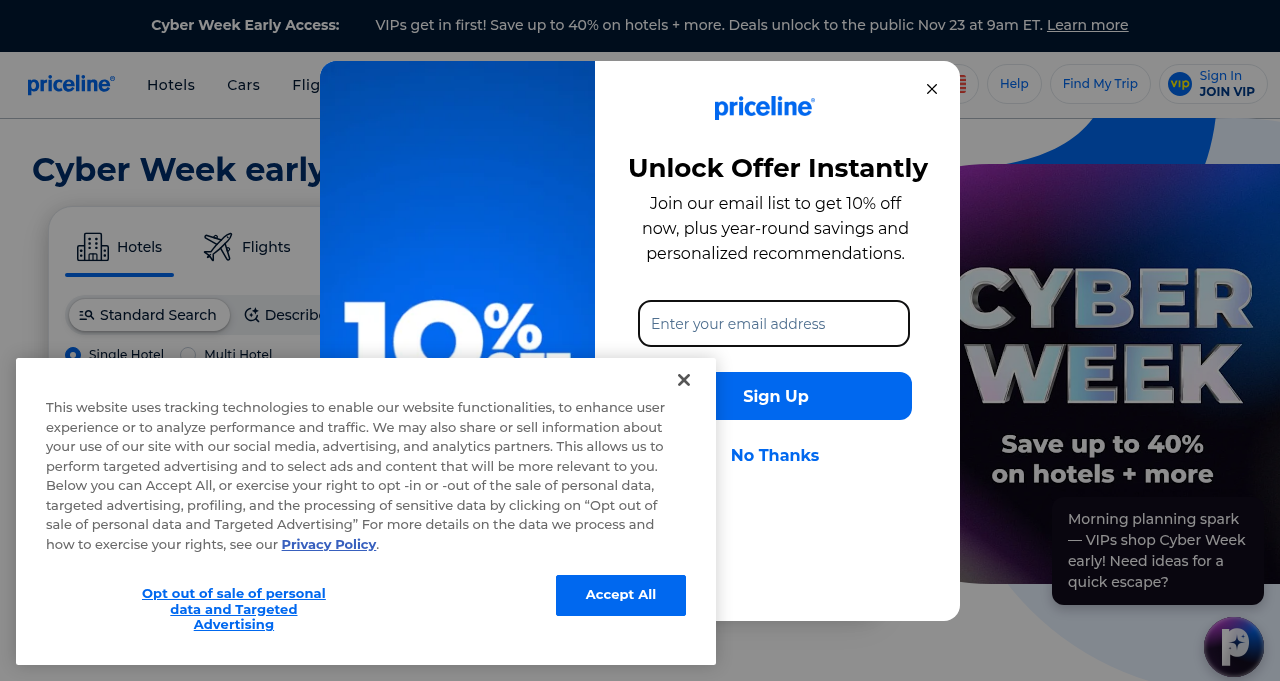 Cyber Week Early Access: VIPs get in first! Save up to 40% on hotels + more. Deals unlock to the public Nov 23 at 9am ET. Learn more
priceline Hotels Cars Help Find My Trip vip Sign In
JOIN VIP
Cyber Week early
Hotels Flights
Standard Search
Single Hotel Multi Hotel
10%
priceline
Unlock Offer Instantly
Join our email list to get 10% off
now, plus year-round savings and
personalized recommendations.
Enter your email address
Sign Up
No Thanks
This website uses tracking technologies to enable our website functionalities, to enhance user
experience or to analyze performance and traffic. We may also share or sell information about
your use of our site with our social media, advertising, and analytics partners. This allows us to
perform targeted advertising and to select ads and content that will be more relevant to you.
Below you can Accept All, or exercise your right to opt -in or -out of the sale of personal data,
targeted advertising, profiling, and the processing of sensitive data by clicking on “Opt out of
sale of personal data and Targeted Advertising” For more details on the data we process and
how to exercise your rights, see our Privacy Policy.
Opt out of sale of personal
data and Targeted
Advertising
Accept All
CYBER
WEEK
Save up to 40%
on hotels + more
Morning planning spark
— VIPs shop Cyber Week
early! Need ideas for a
quick escape?